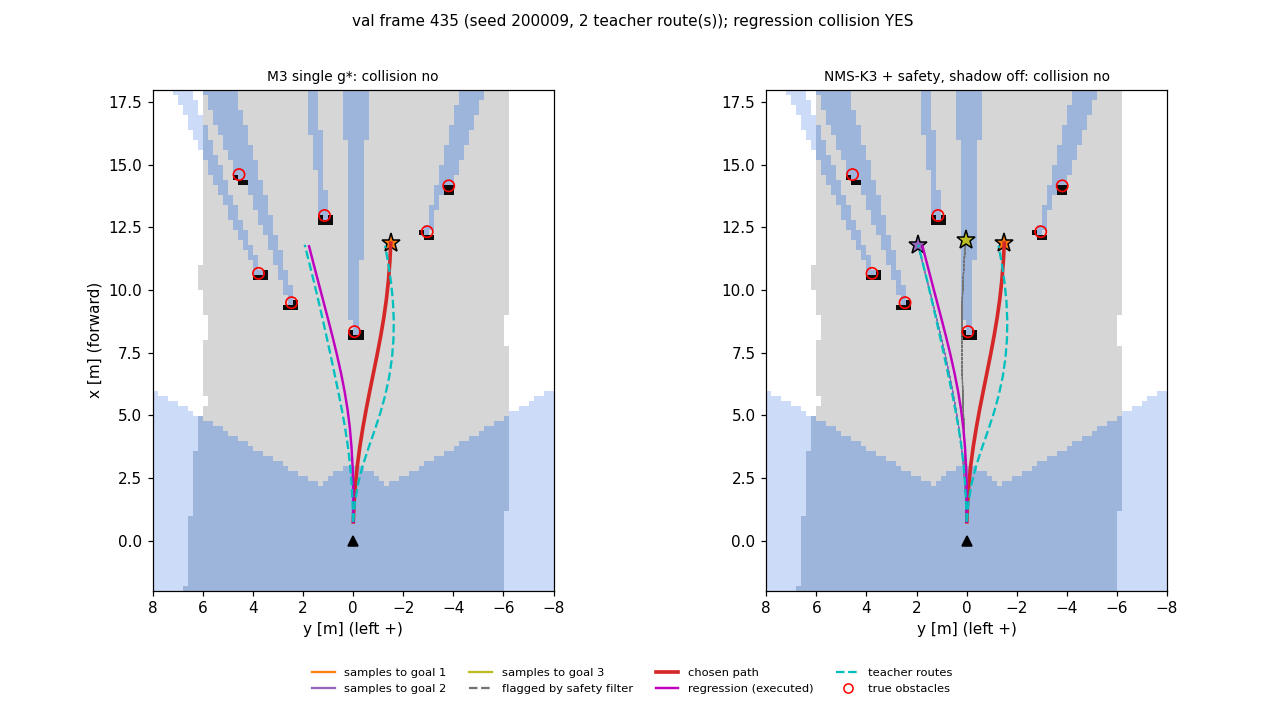 val frame 435 (seed 200009, 2 teacher route(s)); regression collision YES
M3 single g*: collision no
NMS-K3 + safety, shadow off: collision no
17.5
15.0
12.5
10.0
7.5
5.0
2.5
0.0
x [m] (forward)
8 6 4 2 0 −2 −4 −6 −8
y [m] (left +)
17.5
15.0
12.5
10.0
7.5
5.0
2.5
0.0
8 6 4 2 0 −2 −4 −6 −8
y [m] (left +)
samples to goal 1
samples to goal 2
samples to goal 3
flagged by safety filter
chosen path
regression (executed)
teacher routes
true obstacles